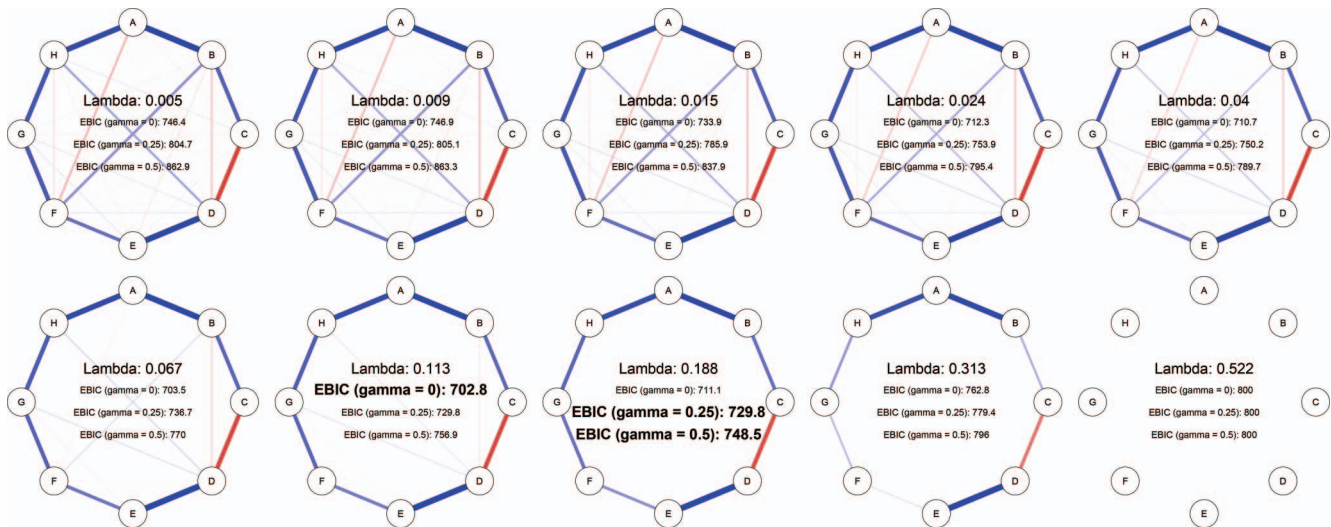 A
H
B
Lambda: 0.005
EBIC (gamma = 0): 746.4
G
C
EBIC (gamma = 0.25): 804.7
EBIC (gamma = 0.5): 862.9
F
D
E
A
H
B
Lambda: 0.009
EBIC (gamma = 0): 746.9
G
C
EBIC (gamma = 0.25): 805.1
EBIC (gamma = 0.5): 863.3
F
D
E
A
H
B
Lambda: 0.015
EBIC (gamma = 0): 733.9
G
C
EBIC (gamma = 0.25): 785.9
EBIC (gamma = 0.5): 837.9
F
D
E
A
H
B
Lambda: 0.024
EBIC (gamma = 0): 712.3
G
C
EBIC (gamma = 0.25): 753.9
EBIC (gamma = 0.5): 795.4
F
D
E
A
H
B
Lambda: 0.04
EBIC (gamma = 0): 710.7
G
C
EBIC (gamma = 0.25): 750.2
EBIC (gamma = 0.5): 789.7
F
D
E
A
H
B
Lambda: 0.067
EBIC (gamma = 0): 703.5
G
C
EBIC (gamma = 0.25): 736.7
EBIC (gamma = 0.5): 770
F
D
E
A
H
B
Lambda: 0.113
EBIC (gamma = 0): 702.8
G
C
EBIC (gamma = 0.25): 729.8
EBIC (gamma = 0.5): 756.9
F
D
E
A
H
B
Lambda: 0.188
EBIC (gamma = 0): 711.1
G
C
EBIC (gamma = 0.25): 729.8
EBIC (gamma = 0.5): 748.5
F
D
E
A
H
B
Lambda: 0.313
EBIC (gamma = 0): 762.8
G
C
EBIC (gamma = 0.25): 779.4
EBIC (gamma = 0.5): 796
F
D
E
A
H
B
Lambda: 0.522
EBIC (gamma = 0): 800
G
C
EBIC (gamma = 0.25): 800
EBIC (gamma = 0.5): 800
F
D
E